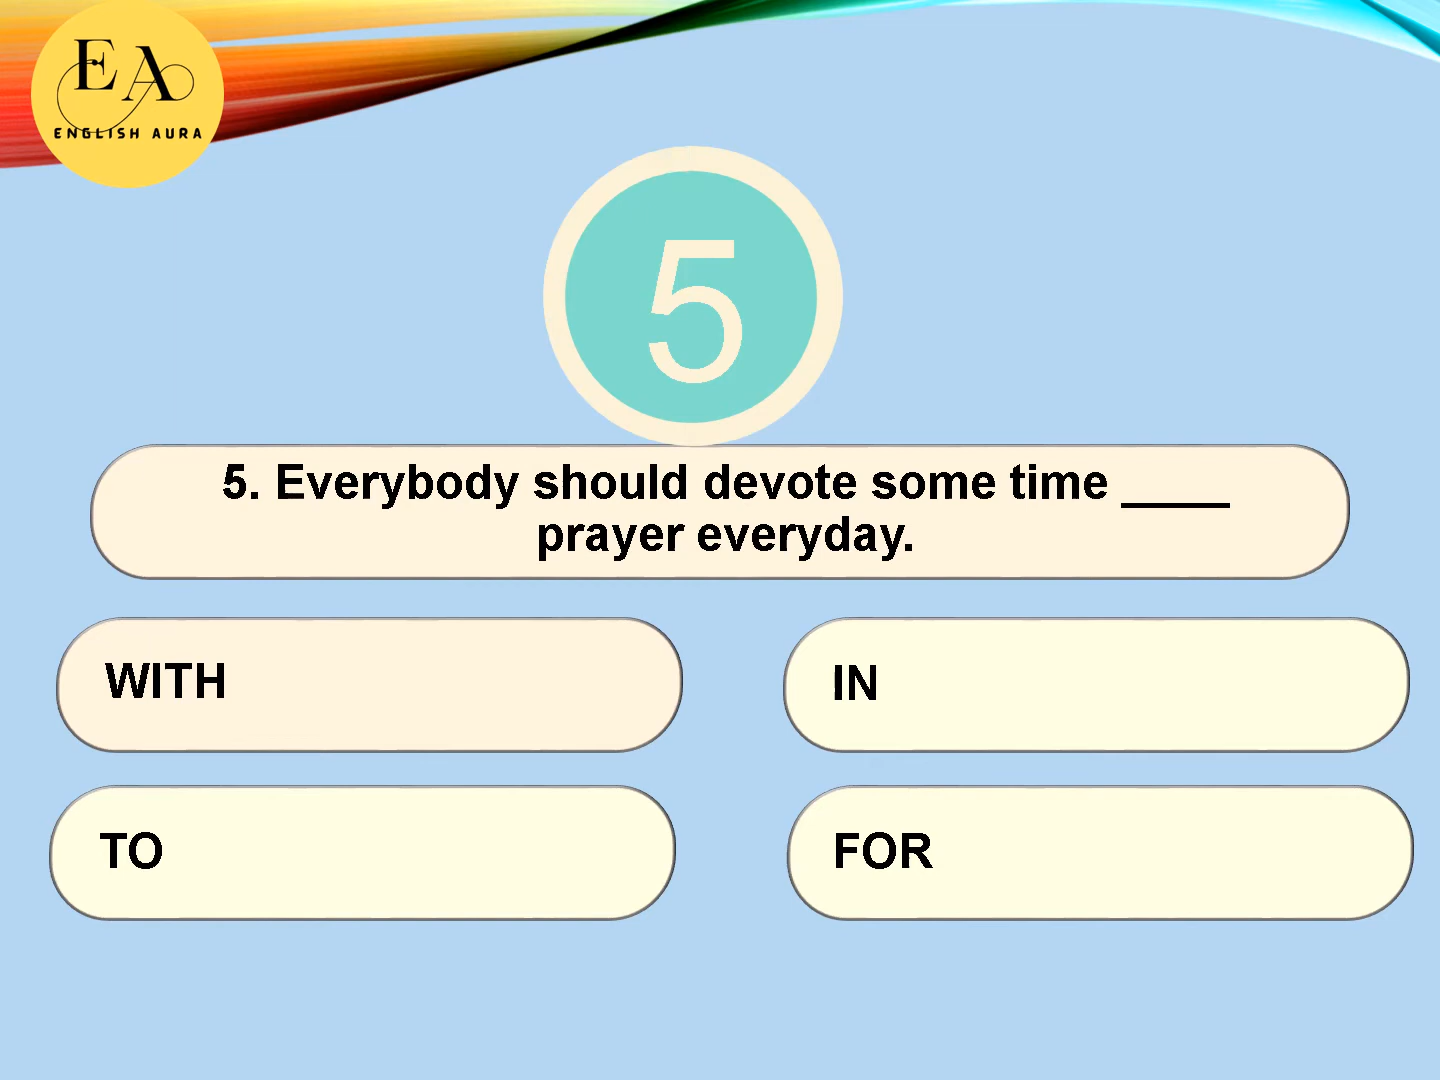 EA
ENGLISH AURA
5
5. Everybody should devote some time ____
prayer everyday.
WITH
IN
TO
FOR